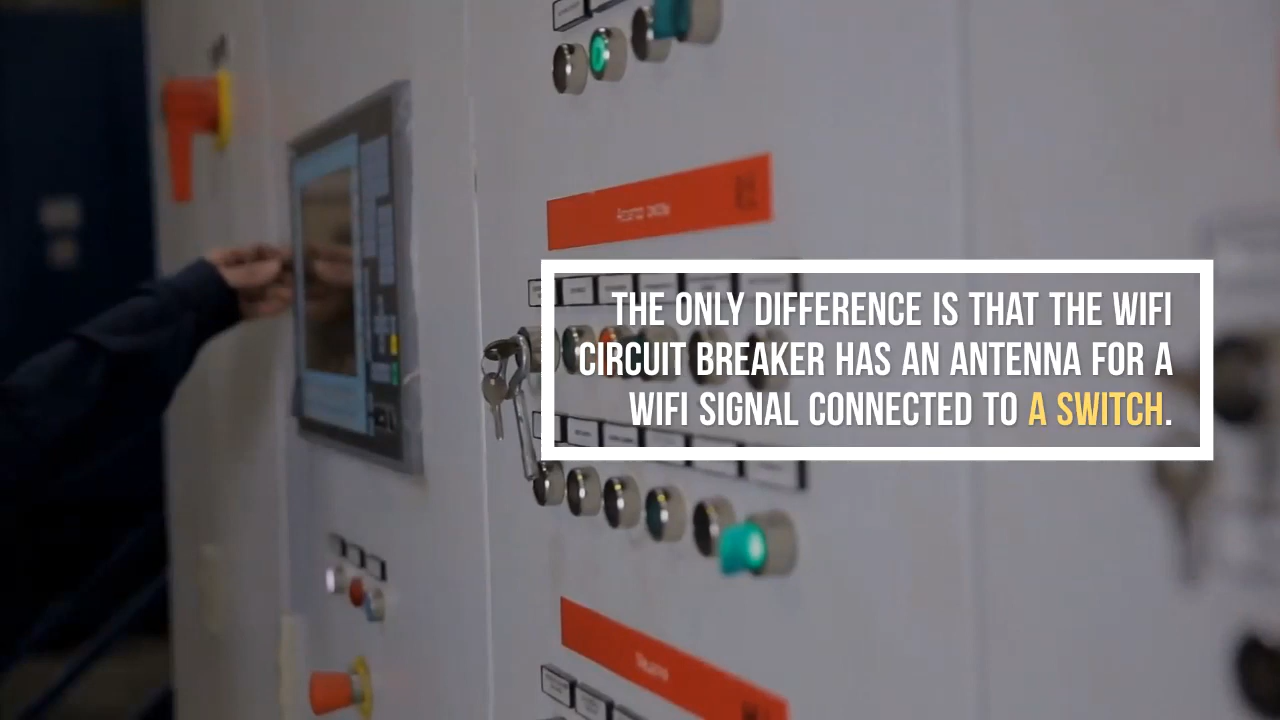 THE ONLY DIFFERENCE IS THAT THE WIFI
CIRCUIT BREAKER HAS AN ANTENNA FOR A
WIFI SIGNAL CONNECTED TO A SWITCH.